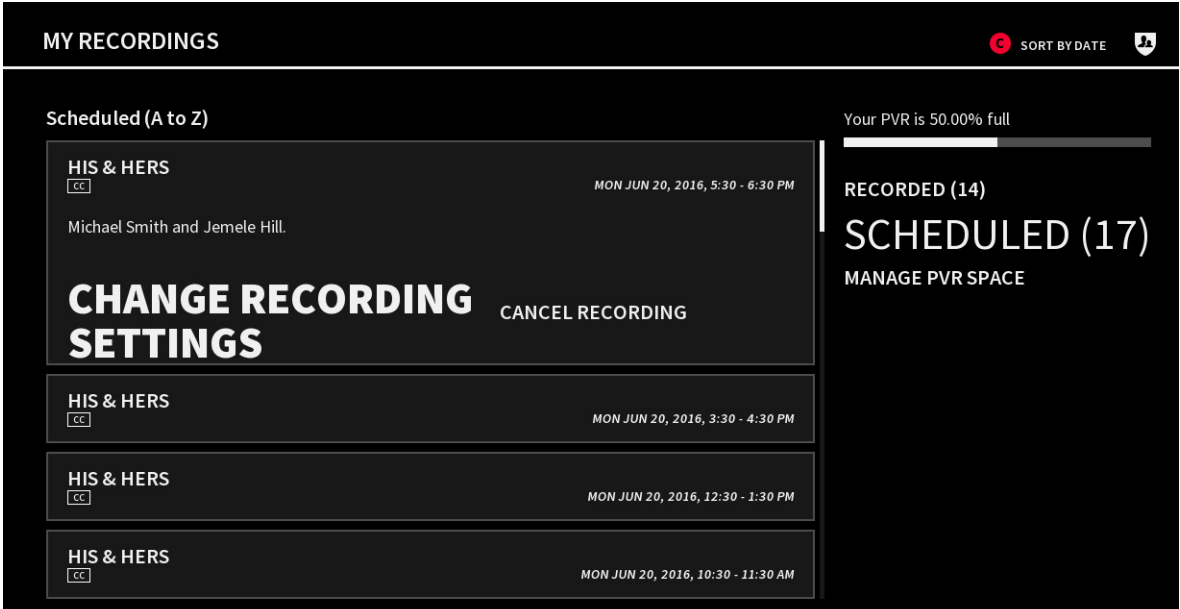 MY RECORDINGS
C SORT BY DATE
Scheduled (A to Z)
HIS & HERS
CC
MON JUN 20, 2016, 5:30 - 6:30 PM
Michael Smith and Jemele Hill.
CHANGE RECORDING
SETTINGS
CANCEL RECORDING
HIS & HERS
CC
MON JUN 20, 2016, 3:30 - 4:30 PM
HIS & HERS
CC
MON JUN 20, 2016, 12:30 - 1:30 PM
HIS & HERS
CC
MON JUN 20, 2016, 10:30 - 11:30 AM
Your PVR is 50.00% full
RECORDED (14)
SCHEDULED (17)
MANAGE PVR SPACE